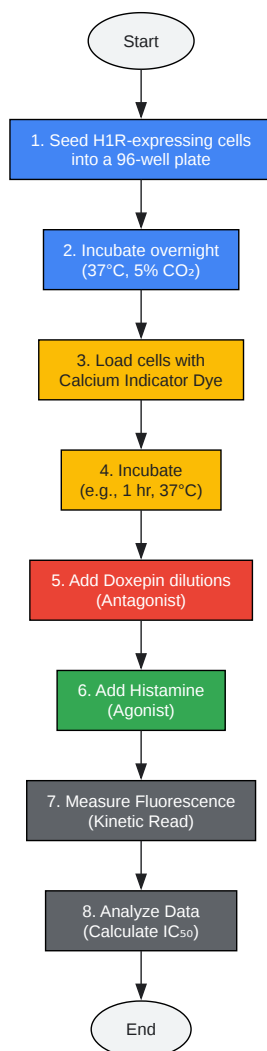 Start
1. Seed H1R-expressing cells
into a 96-well plate
2. Incubate overnight
(37°C, 5% CO₂)
3. Load cells with
Calcium Indicator Dye
4. Incubate
(e.g., 1 hr, 37°C)
5. Add Doxepin dilutions
(Antagonist)
6. Add Histamine
(Agonist)
7. Measure Fluorescence
(Kinetic Read)
8. Analyze Data
(Calculate IC₅₀)
End